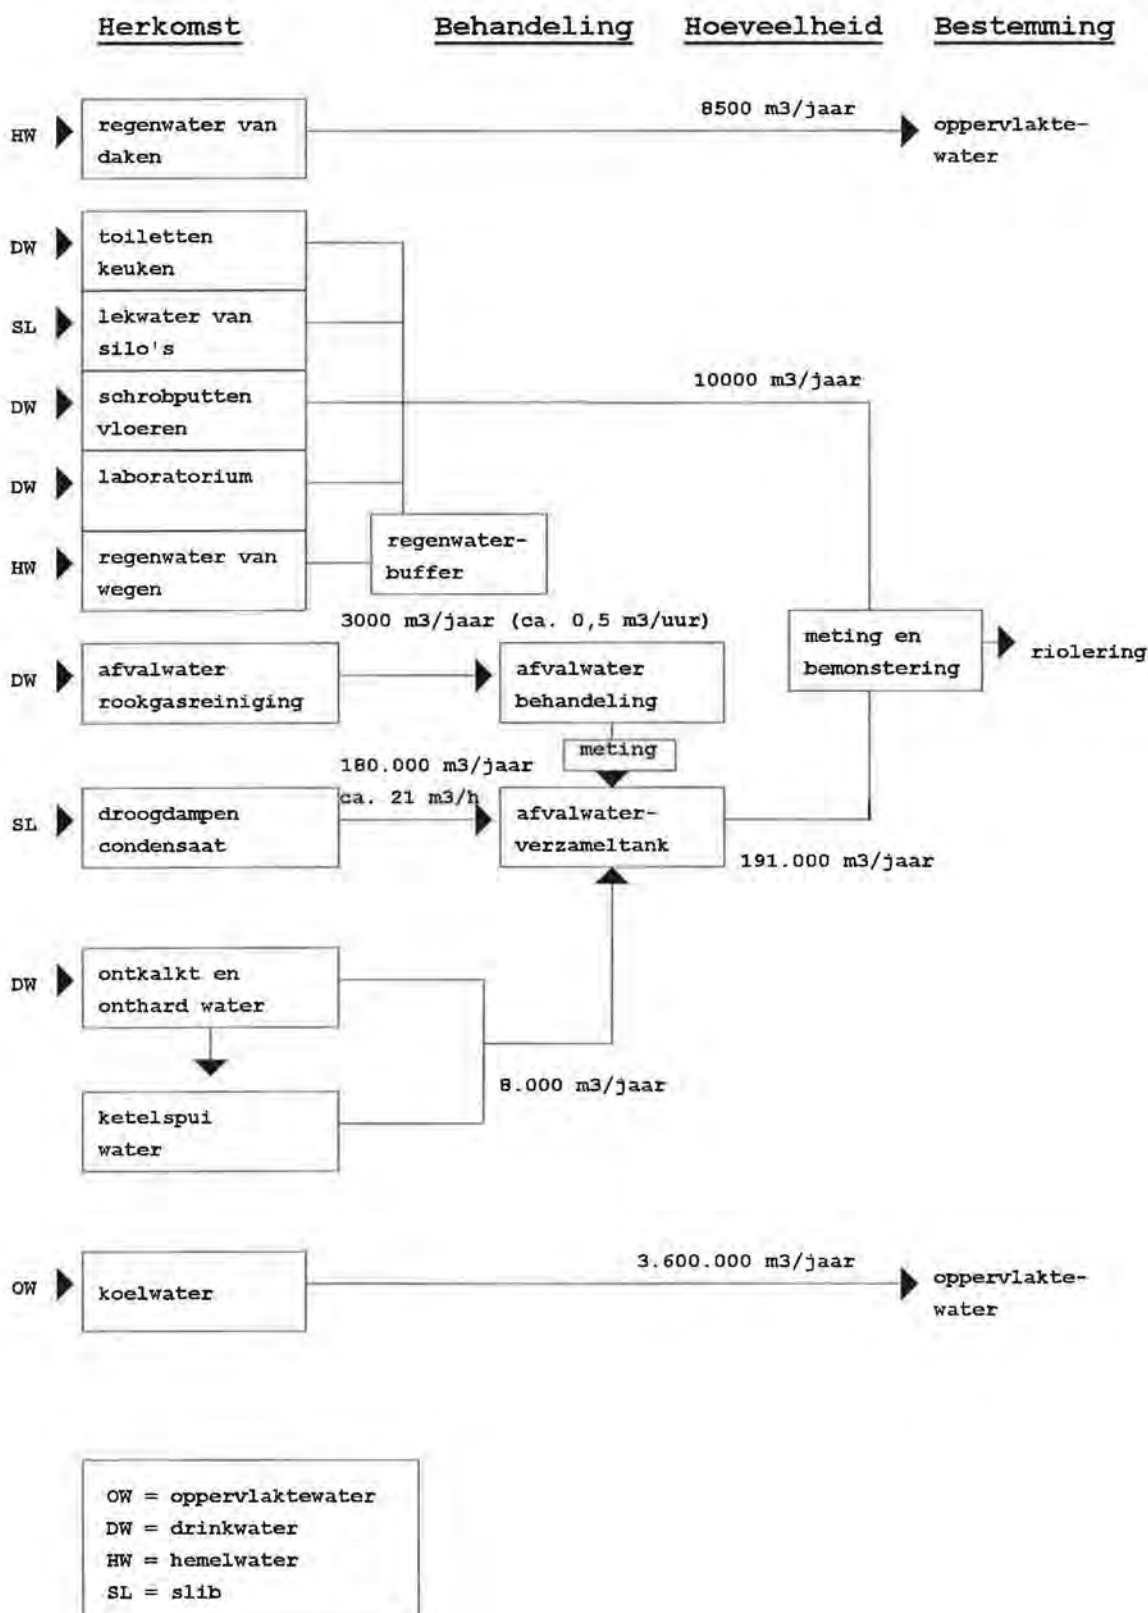 Herkomst Behandeling Hoeveelheid Bestemming
8500 m3/jaar
HW regenwater van
daken
oppervlakte-
water
DW toiletten
keuken
SL lekwater van
silo's
10000 m3/jaar
DW schrobputten
vloeren
DW laboratorium
HW regenwater van
wegen
regenwater-
buffer
3000 m3/jaar (ca. 0,5 m3/uur)
DW afvalwater
rookgasreiniging
afvalwater
behandeling
meting en
bemonstering
riolering
meting
180.000 m3/jaar
ca. 21 m3/h
SL droogdampen
condensaat
afvalwater-
verzameltank
191.000 m3/jaar
DW ontkalkt en
onthard water
8.000 m3/jaar
ketelspui
water
3.600.000 m3/jaar
OW koelwater
oppervlakte-
water
OW = oppervlaktewater
DW = drinkwater
HW = hemelwater
SL = slib